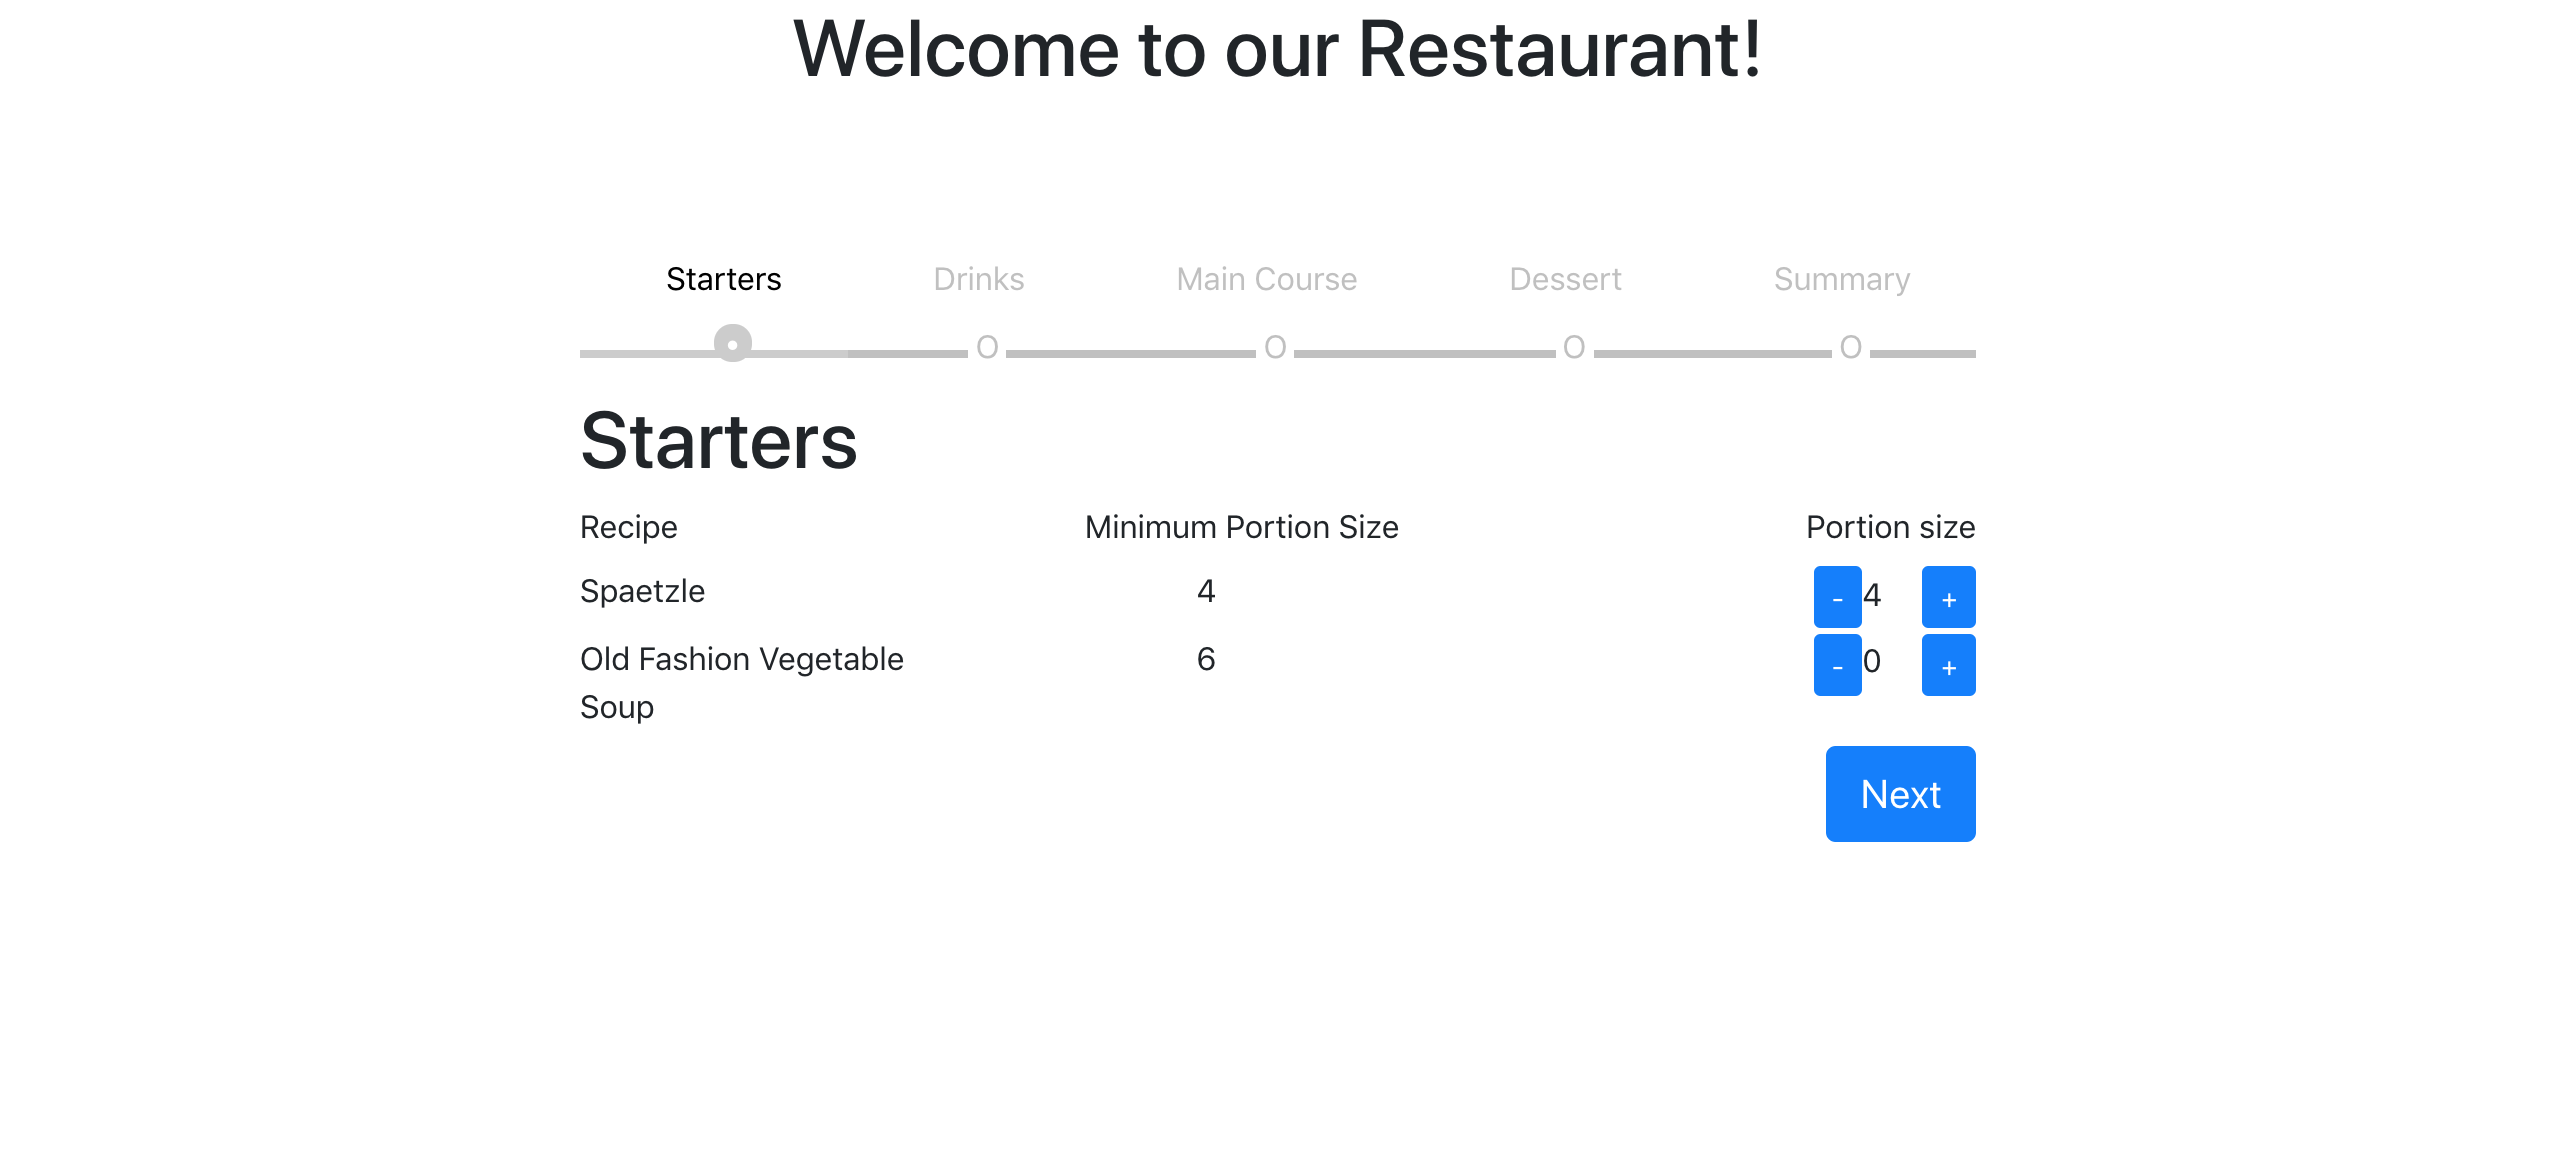 Welcome to our Restaurant!
Starters Drinks Main Course Dessert Summary
Starters
Recipe Minimum Portion Size Portion size
Spaetzle 4 - 4 +
Old Fashion Vegetable 6 - 0 +
Soup
Next